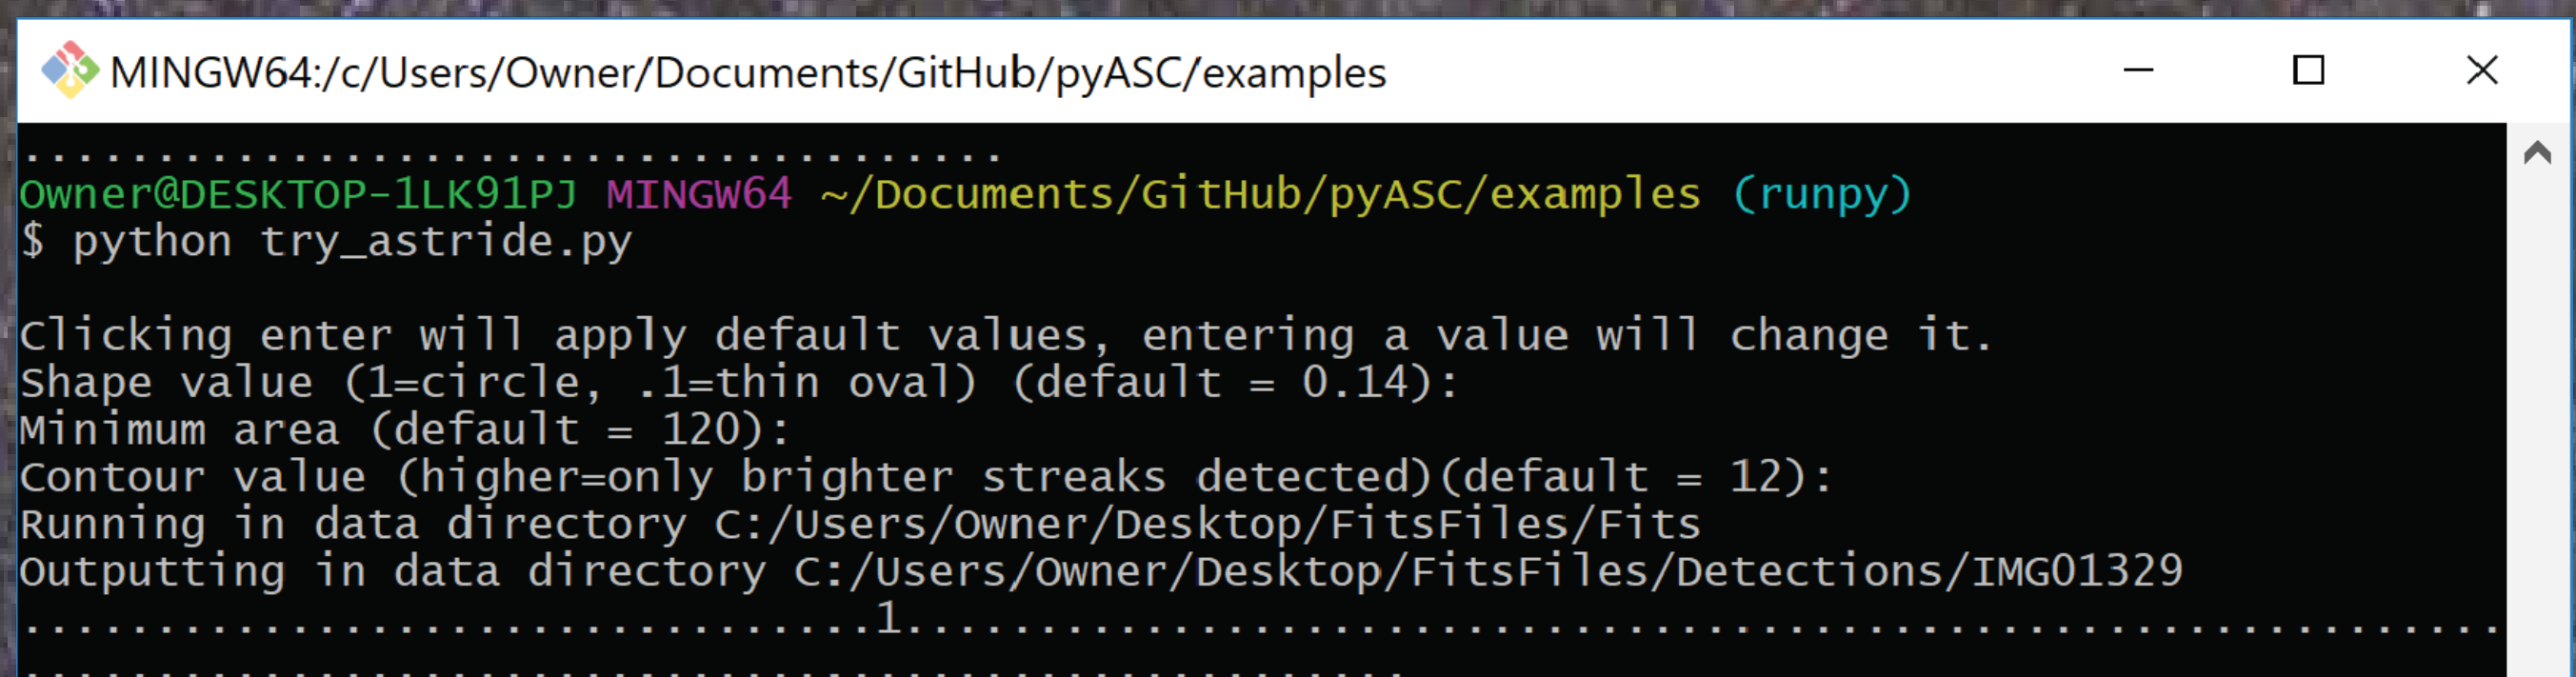 MINGW64:/c/Users/Owner/Documents/GitHub/pyASC/examples
.....................................
Owner@DESKTOP-1LK91PJ MINGW64 ~/Documents/GitHub/pyASC/examples (runpy)
$ python try_astride.py
Clicking enter will apply default values, entering a value will change it.
Shape value (1=circle, .1=thin oval) (default = 0.14):
Minimum area (default = 120):
Contour value (higher=only brighter streaks detected)(default = 12):
Running in data directory C:/Users/Owner/Desktop/FitsFiles/Fits
Outputting in data directory C:/Users/Owner/Desktop/FitsFiles/Detections/IMG01329
................................1............................................................
....................................................